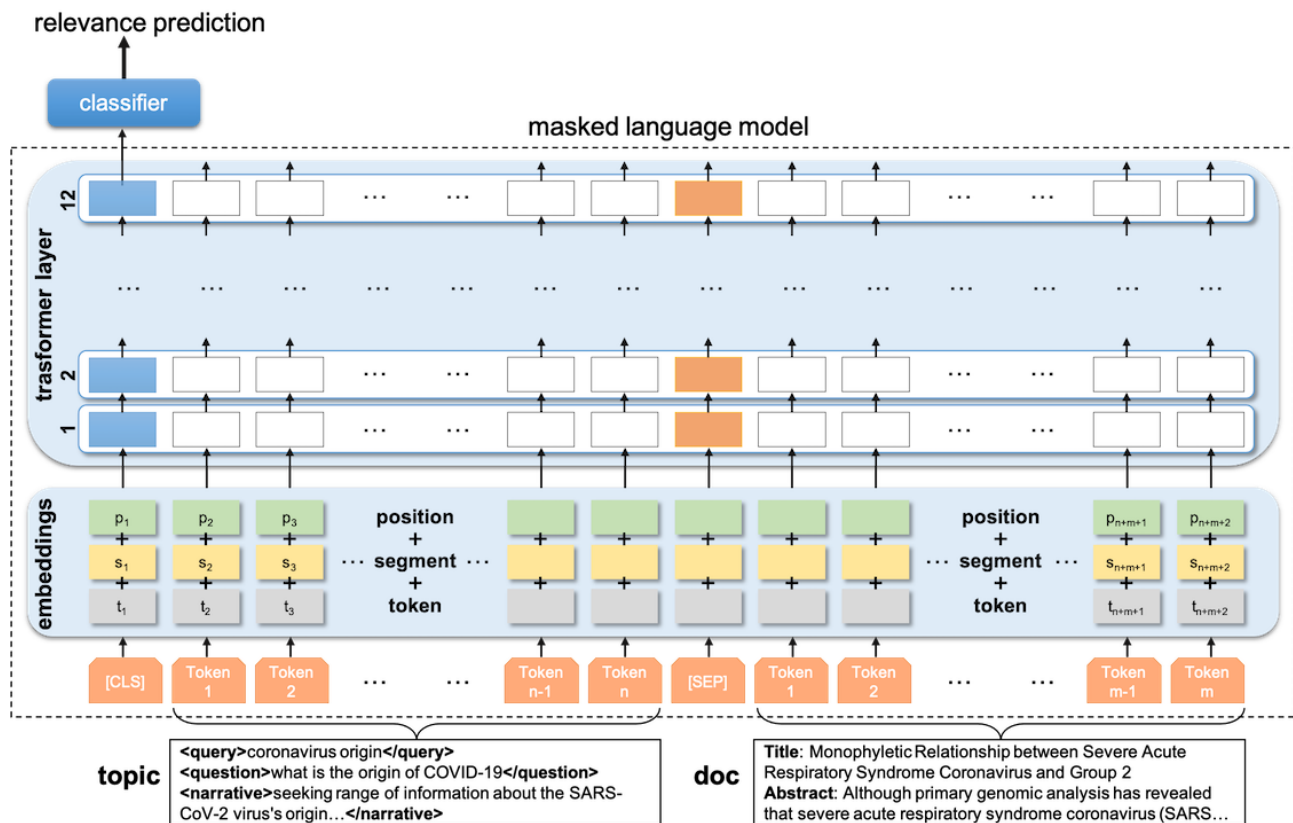 relevance prediction
classifier
masked language model
12
... ... ... ...
trasformer layer
... ... ... ... ... ... ... ... ... ... ... ... ... ...
2
... ... ... ...
1
... ... ... ...
embeddings
p1 p2 p3 position pn+m+1 pn+m+2
+ + + + + + + + + + + +
s1 s2 s3 ... segment ... ... segment ... sn+m+1 sn+m+2
+ + + + + + + + + + + +
t1 t2 t3 token token tn+m+1 tn+m+2
position
+
+
[CLS] Token 1 Token 2 ... ... Token n-1 Token n [SEP] Token 1 Token 2 ... ... Token m-1 Token m
topic
<query>coronavirus origin</query>
<question>what is the origin of COVID-19</question>
<narrative>seeking range of information about the SARS-
CoV-2 virus's origin...</narrative>
doc
Title: Monophyletic Relationship between Severe Acute
Respiratory Syndrome Coronavirus and Group 2
Abstract: Although primary genomic analysis has revealed
that severe acute respiratory syndrome coronavirus (SARS...